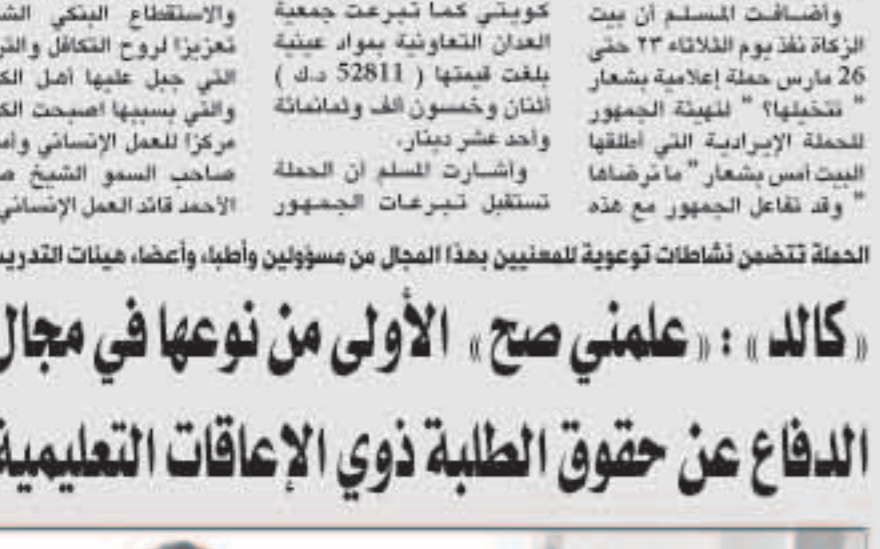 وأضافت المسلم أن بيت
الزكاة نفذ يوم الثلاثاء ٢٣ حتى
26 مارس حملة إعلامية بشعار
" تتخيلها؟ " لتهيئة الجمهور
للحملة الإيرادية التي أطلقها
البيت أمس بشعار " ما نرضاها
" وقد تفاعل الجمهور مع هذه
كويتي كما تبرعت جمعية
العدان التعاونية بمواد عينية
بلغت قيمتها ( 52811 د.ك )
اثنان وخمسون الف وثمانمائة
وأحد عشر دينار.
وأشارت المسلم أن الحملة
تستقبل تبرعات الجمهور
والاستقطاع البنكي
تعزيزا لروح التكافل
التي جبل عليها أهل
والتي بسببها اصبحت
مركزا للعمل الإنساني
صاحب السمو الشيخ
الأحمد قائد العمل الإنساني
الحملة تتضمن نشاطات توعوية للمعنيين بهذا المجال من مسؤولين وأطباء وأعضاء هيئات التدريس
«كالد» : «علمني صح» الأولى من نوعها في مجال
الدفاع عن حقوق الطلبة ذوي الإعاقات التعليمية